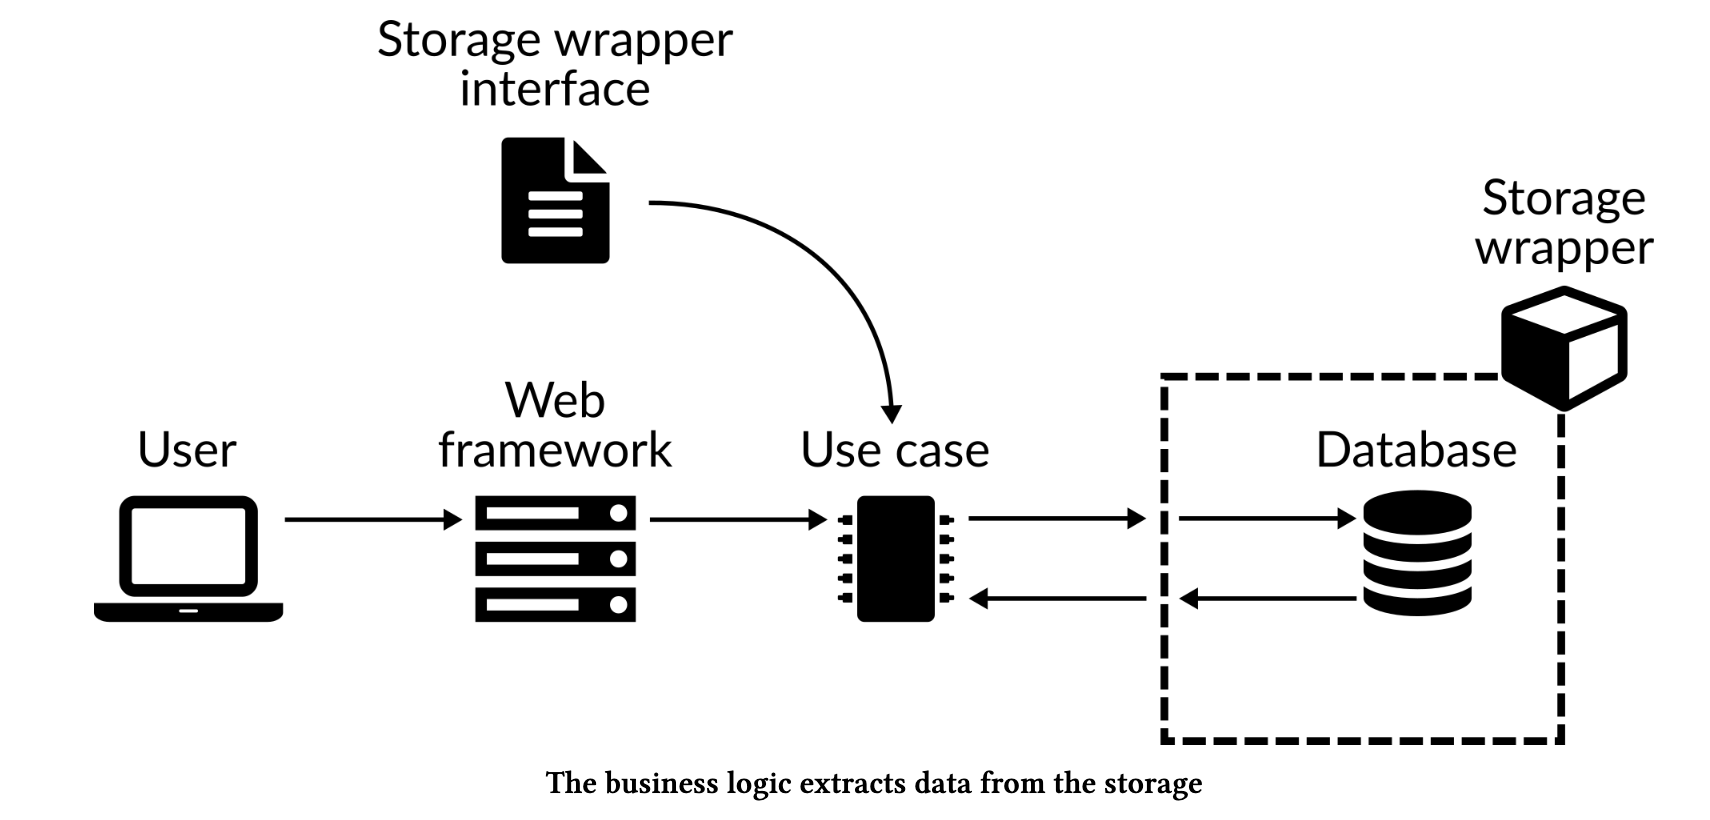 Storage wrapper
interface
Storage
wrapper
Web
framework
User
Use case
Database
The business logic extracts data from the storage